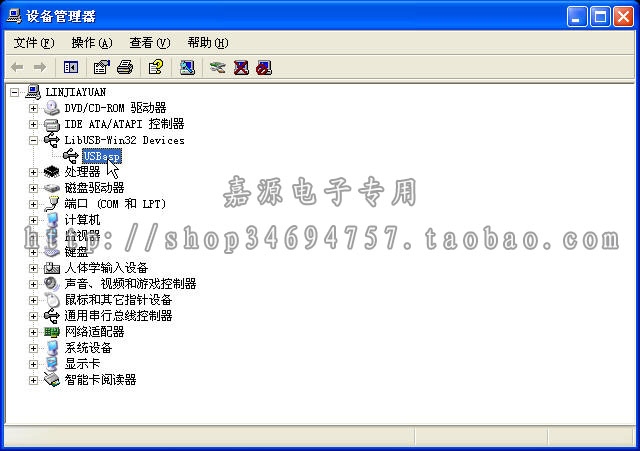 设备管理器
文件(F) 操作(A) 查看(V) 帮助(H)
LINJIAYUAN
DVD/CD-ROM 驱动器
IDE ATA/ATAPI 控制器
LibUSB-Win32 Devices
USBasp
处理器
磁盘驱动器
嘉源电子专用
端口 (COM 和 LPT)
计算机
监视器
http://shop34694757.taobao.com
键盘
人体学输入设备
声音、视频和游戏控制器
鼠标和其它指针设备
通用串行总线控制器
网络适配器
系统设备
显示卡
智能卡阅读器